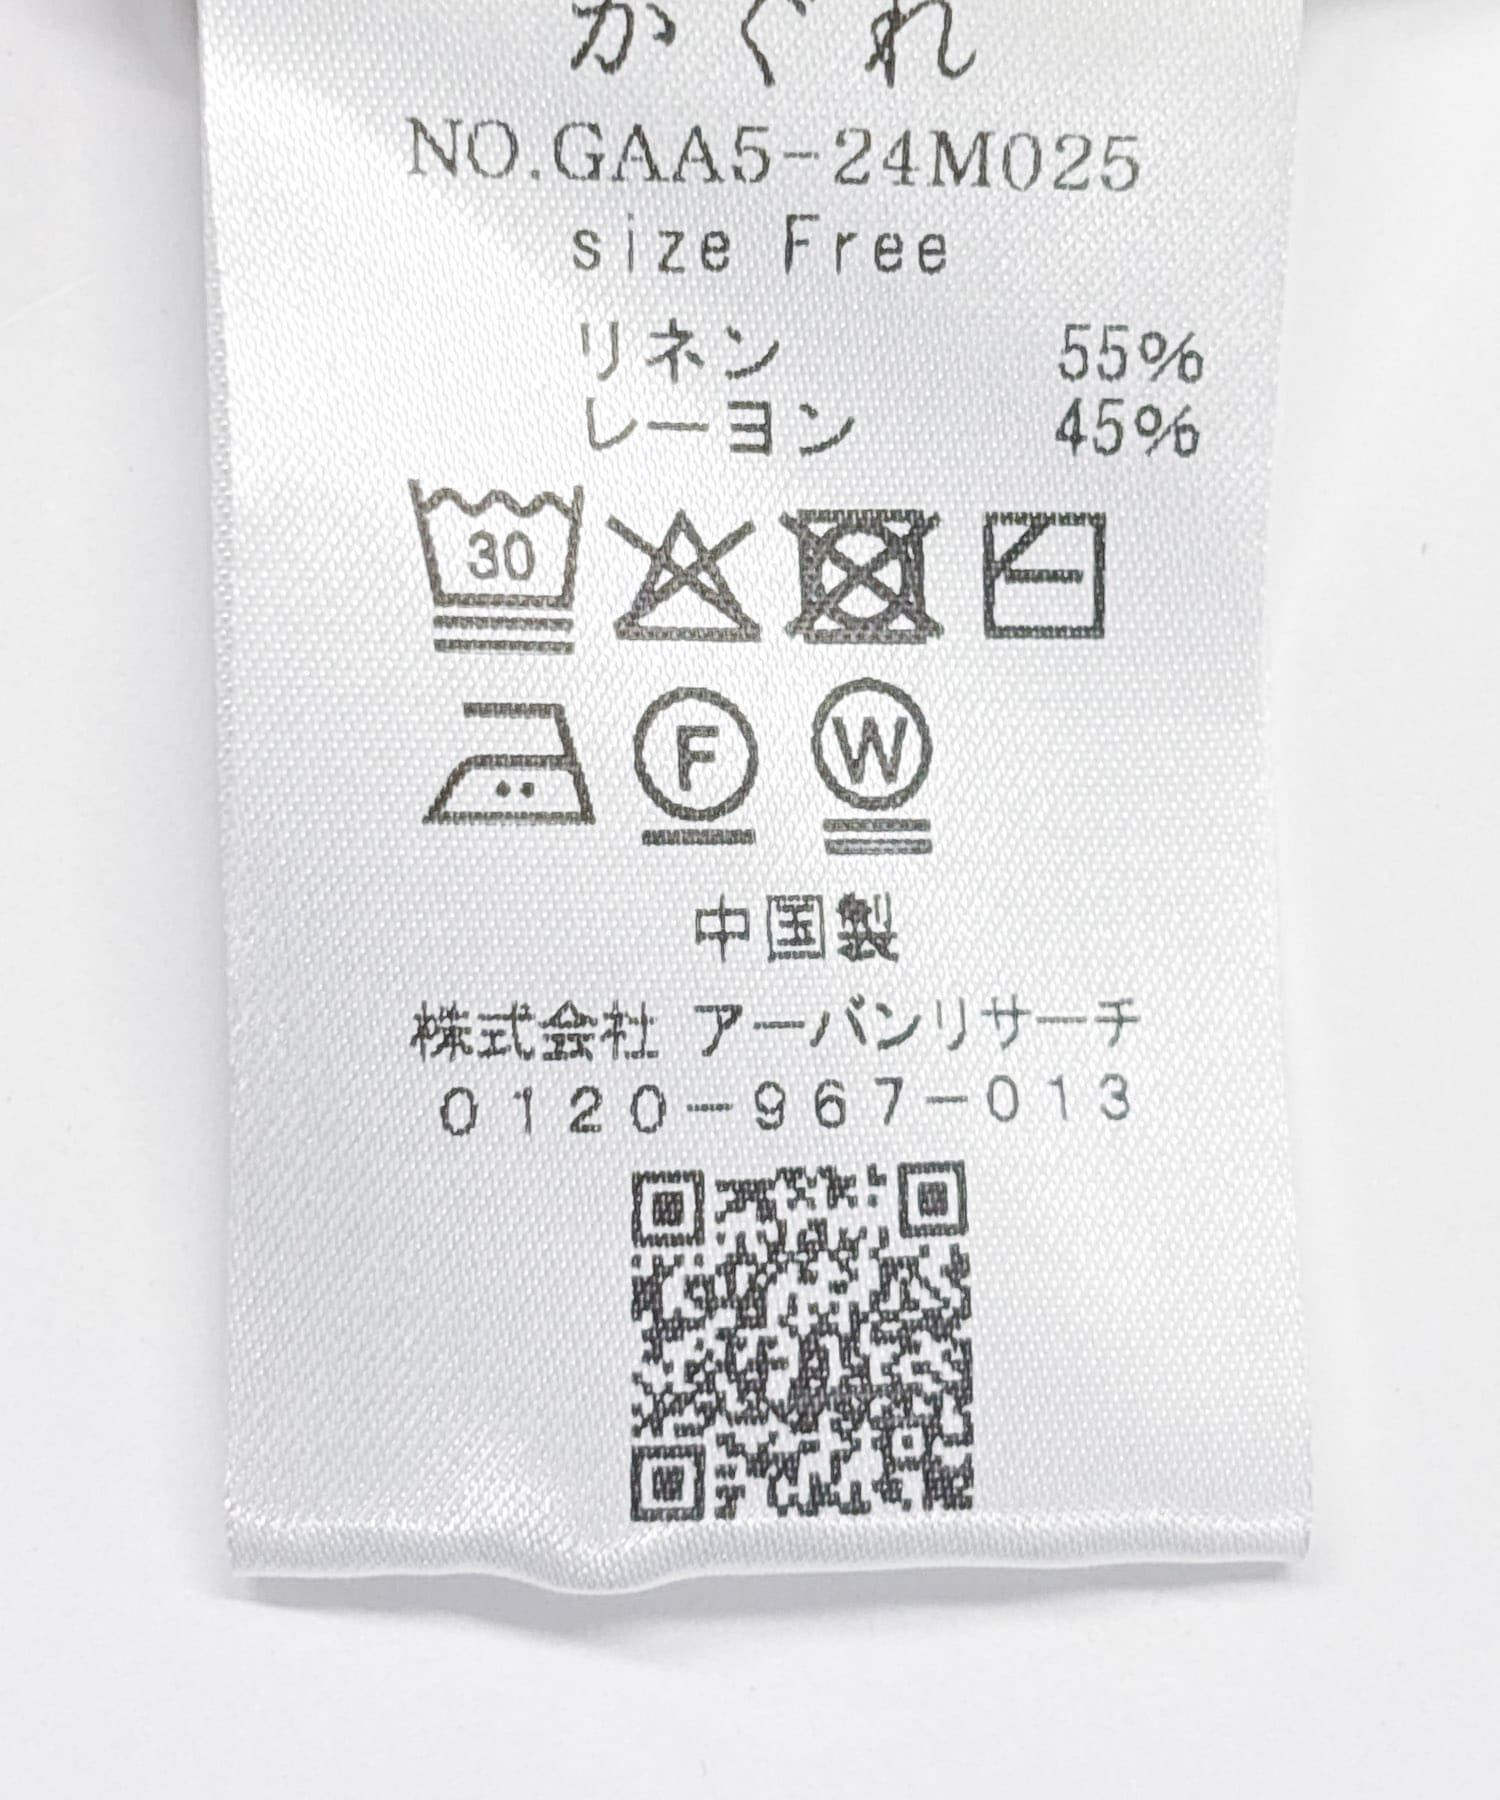 かぐれ
NO.GAA5-24M025
size Free
リネン 55%
レーヨン 45%
30
F W
中国製
株式会社 アーバンリサーチ
0120-967-013